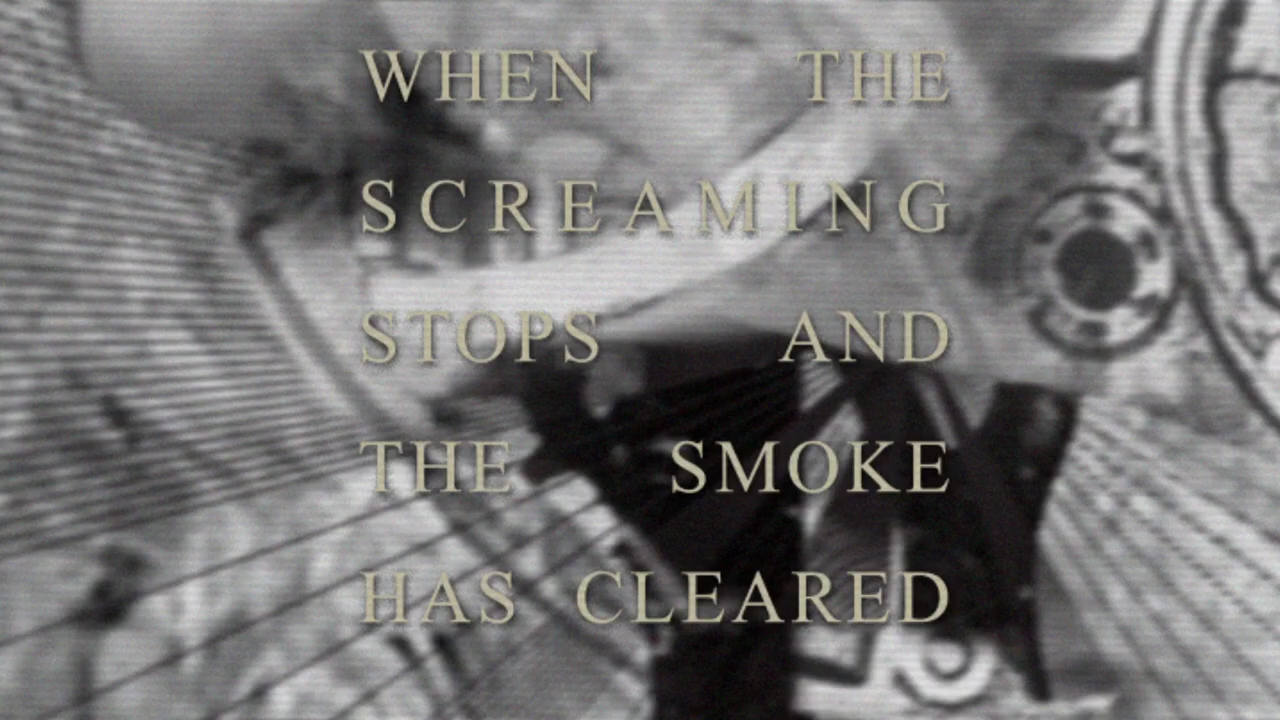 WHEN THE
SCREAMING
STOPS AND
THE SMOKE
HAS CLEARED